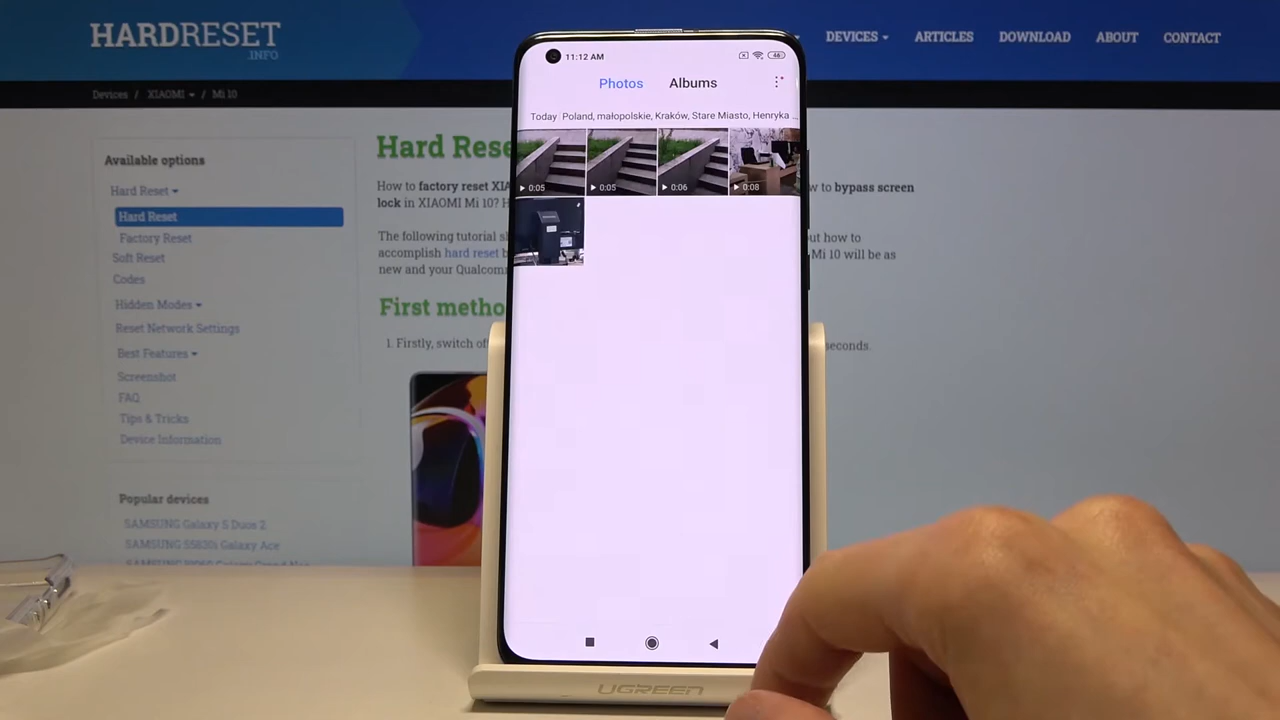 HARDRESET
.INFO
DEVICES
ARTICLES
DOWNLOAD
ABOUT
CONTACT
Devices / XIAOMI / Mi 10
Available options
Hard Reset
Hard Reset
Factory Reset
Soft Reset
Codes
Hidden Modes
Reset Network Settings
Best Features
Screenshot
FAQ
Tips & Tricks
Device Information
Popular devices
SAMSUNG Galaxy S Duos 2
SAMSUNG S5830i Galaxy Ace
Hard Rese
How to factory reset XIA
w to bypass screen
lock in XIAOMI Mi 10? H
The following tutorial s
out how to
accomplish hard reset b
Mi 10 will be as
new and your Qualcom
First metho
1. Firstly, switch of
seconds.
11:12 AM
46
Photos
Albums
Today Poland, małopolskie, Kraków, Stare Miasto, Henryka ...
0:05
0:05
0:06
0:08
UGREEN